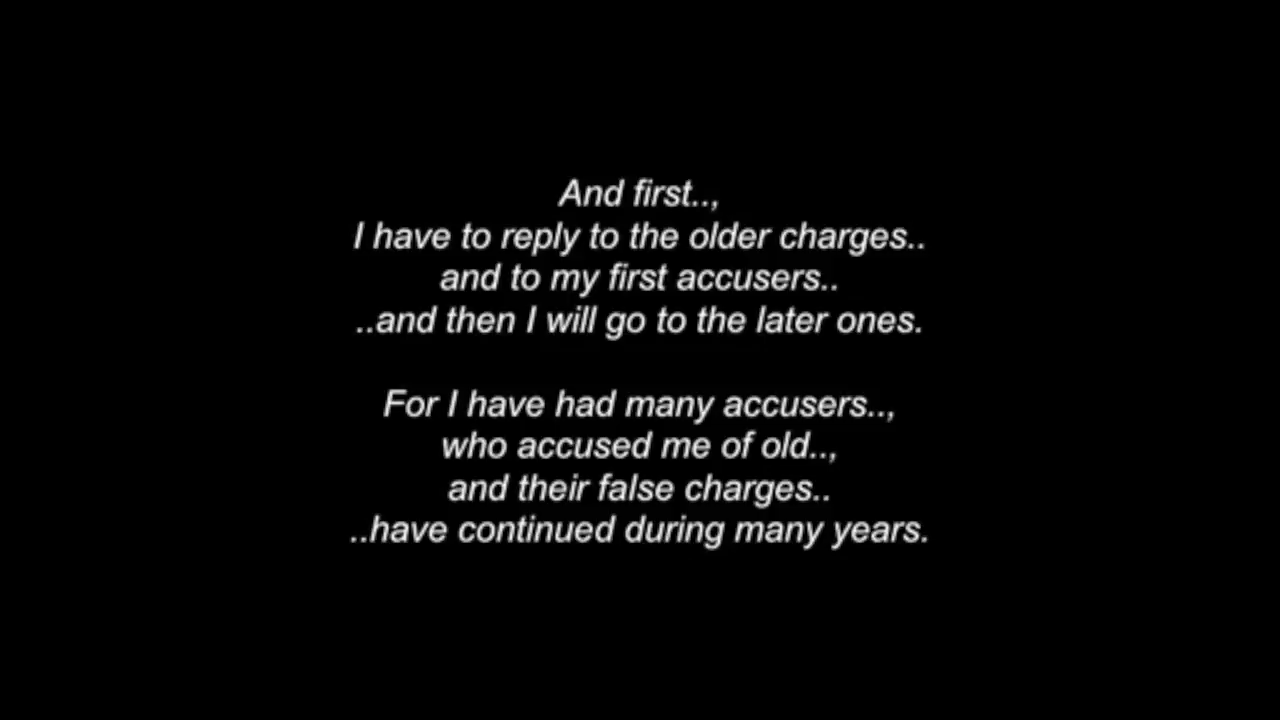 And first..,
I have to reply to the older charges..
and to my first accusers..
..and then I will go to the later ones.
For I have had many accusers..,
who accused me of old..,
and their false charges..
..have continued during many years.